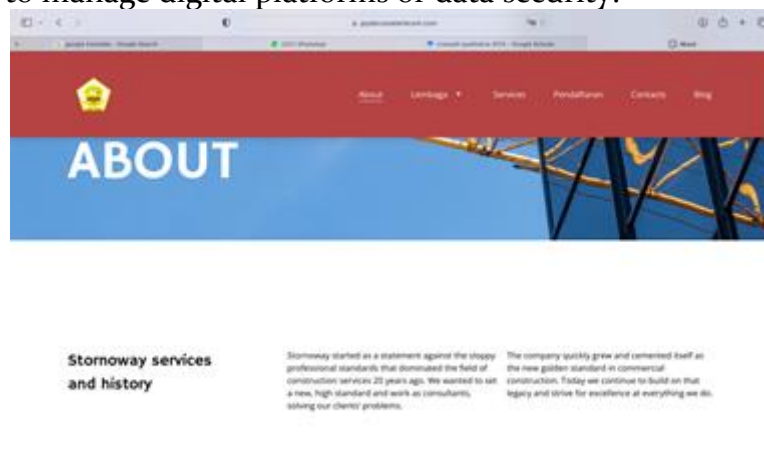 to manage digital platforms or data security.
About Lembaga Services Pendaftaran Contacts Blog
ABOUT
Stornoway services
and history
Stornoway started as a statement against the sloppy
professional standards that dominated the field of
construction services 20 years ago. We wanted to set
a new, high standard and work as consultants,
solving our clients' problems.
The company quickly grew and cemented itself as
the new golden standard in commercial
construction. Today we continue to build on that
legacy and strive for excellence at everything we do.